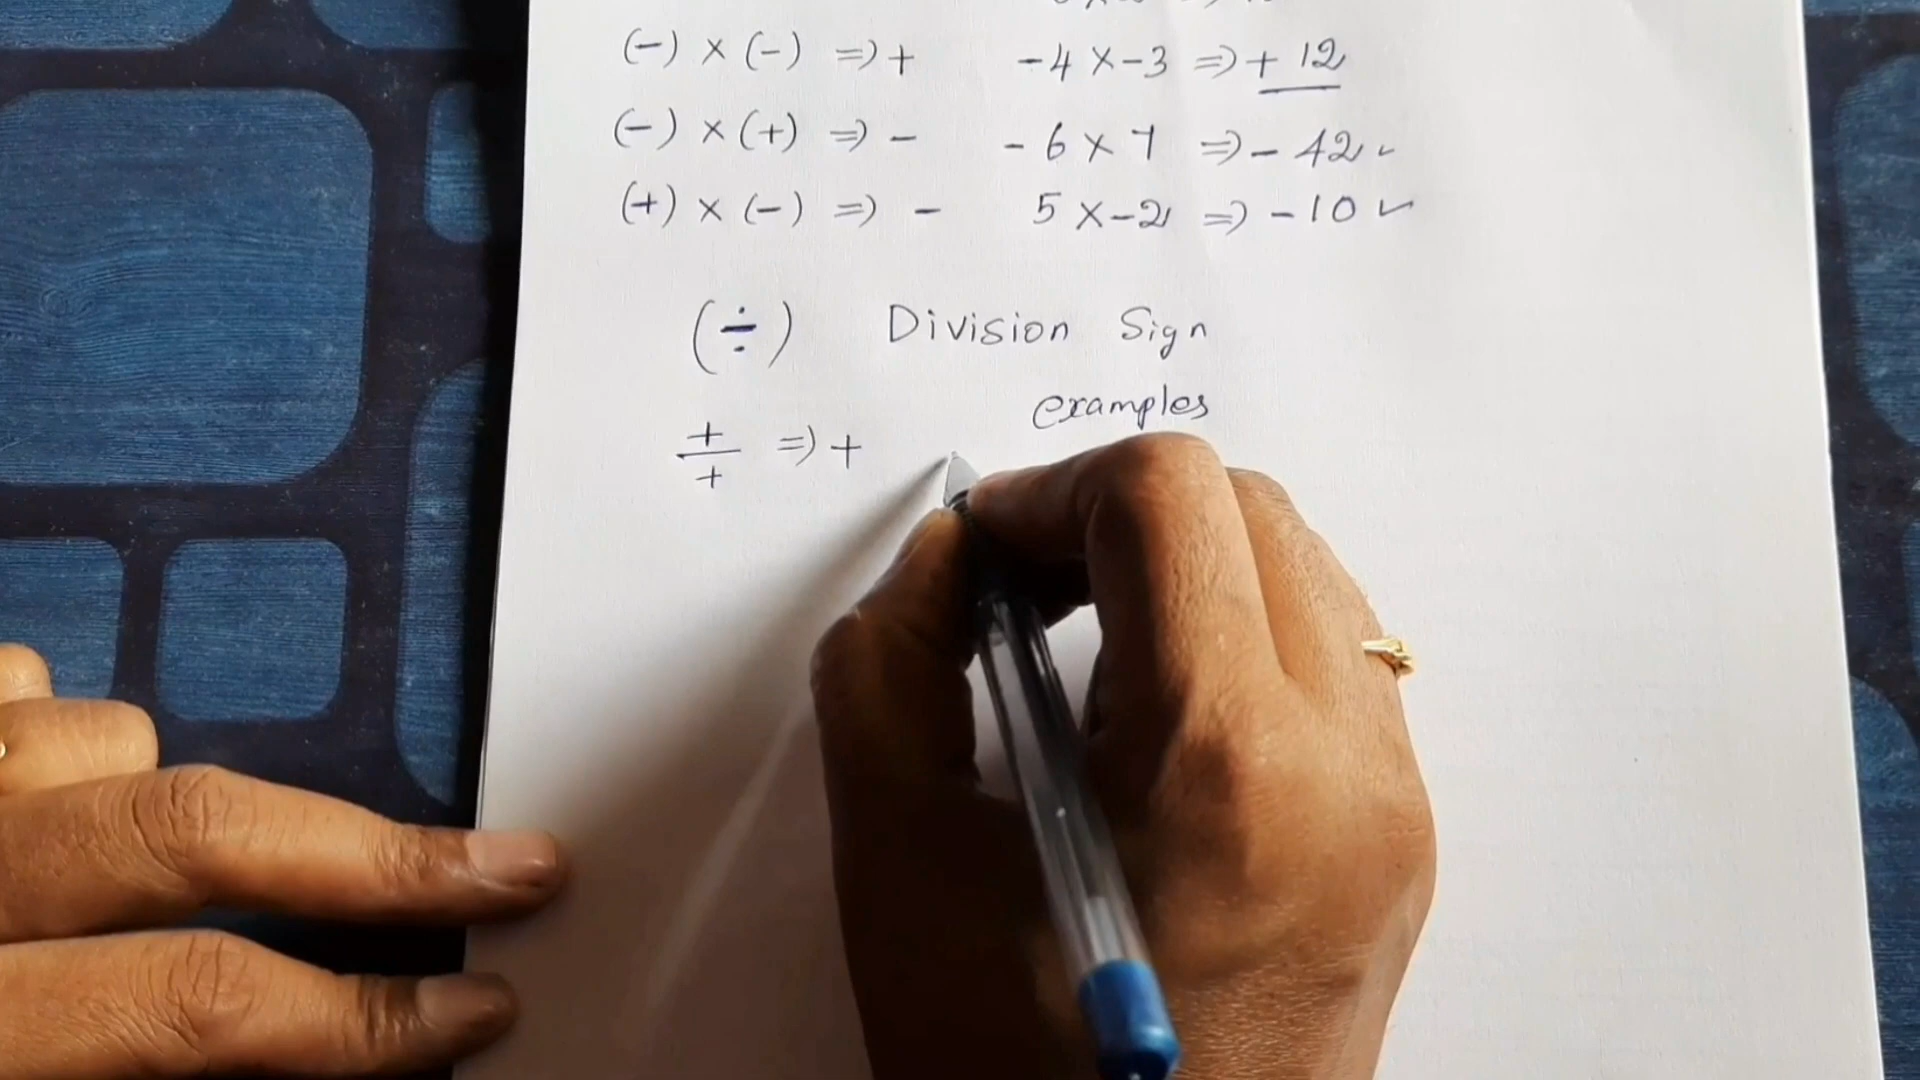 (-) × (-) ⇒ + -4 × -3 ⇒ + 12
(-) × (+) ⇒ - - 6 × 7 ⇒ - 42 ✓
(+) × (-) ⇒ - 5 × -2 ⇒ -10 ✓
(÷) Division Sign
examples
+/+ ⇒ +